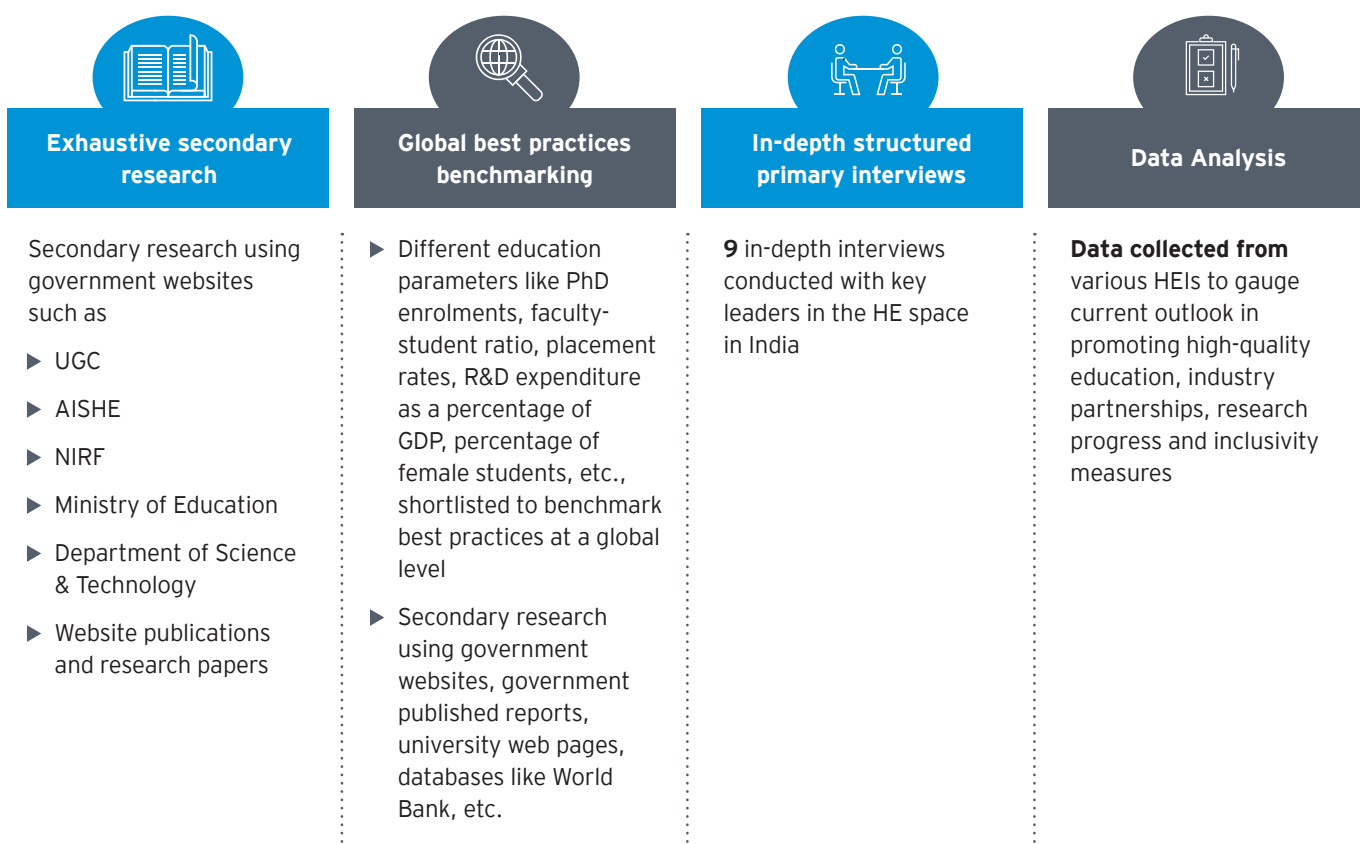 Exhaustive secondary
research
Secondary research using
government websites
such as
▶ UGC
▶ AISHE
▶ NIRF
▶ Ministry of Education
▶ Department of Science
& Technology
▶ Website publications
and research papers
Global best practices
benchmarking
▶ Different education
parameters like PhD
enrolments, faculty-
student ratio, placement
rates, R&D expenditure
as a percentage of
GDP, percentage of
female students, etc.,
shortlisted to benchmark
best practices at a global
level
▶ Secondary research
using government
websites, government
published reports,
university web pages,
databases like World
Bank, etc.
In-depth structured
primary interviews
9 in-depth interviews
conducted with key
leaders in the HE space
in India
Data Analysis
Data collected from
various HEIs to gauge
current outlook in
promoting high-quality
education, industry
partnerships, research
progress and inclusivity
measures